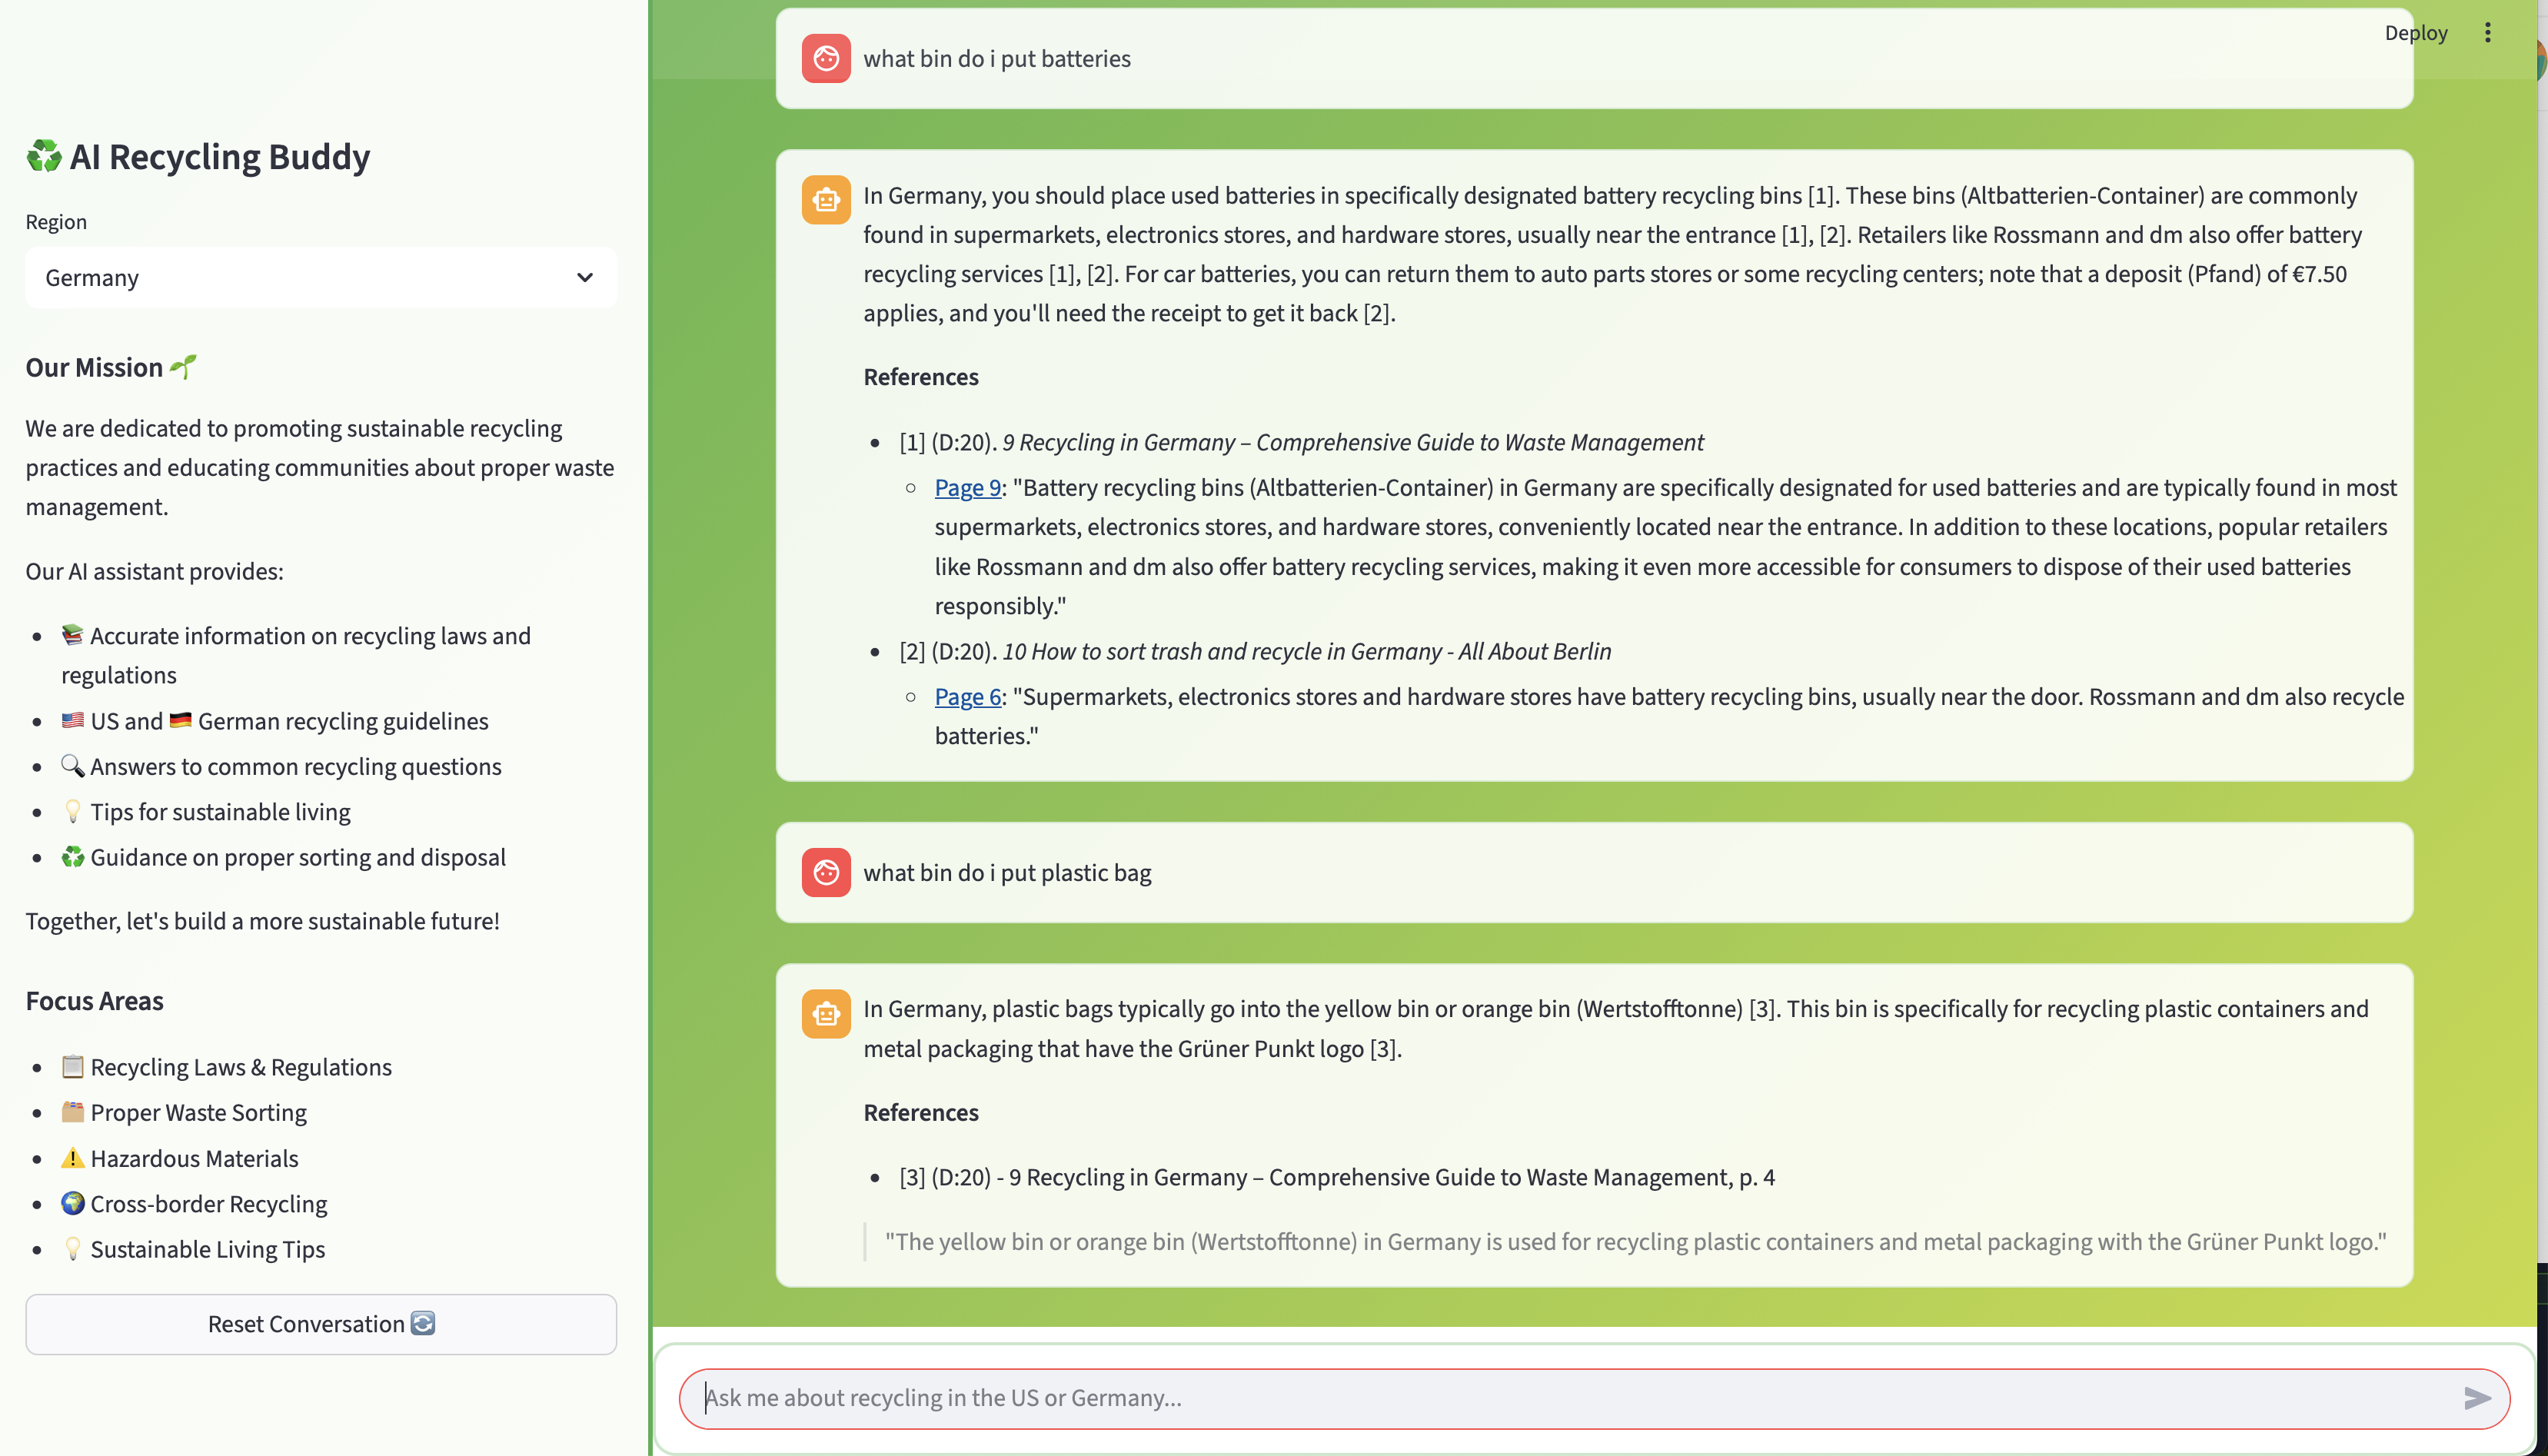 ♻️ AI Recycling Buddy
Region
Germany
Our Mission 🌱
We are dedicated to promoting sustainable recycling
practices and educating communities about proper waste
management.
Our AI assistant provides:
• 📚 Accurate information on recycling laws and
regulations
• 🇺🇸 US and 🇩🇪 German recycling guidelines
• 🔍 Answers to common recycling questions
• 💡 Tips for sustainable living
• ♻️ Guidance on proper sorting and disposal
Together, let's build a more sustainable future!
Focus Areas
• 📋 Recycling Laws & Regulations
• 🗂️ Proper Waste Sorting
• ⚠️ Hazardous Materials
• 🌍 Cross-border Recycling
• 💡 Sustainable Living Tips
Reset Conversation 🔄
Deploy
what bin do i put batteries
In Germany, you should place used batteries in specifically designated battery recycling bins [1]. These bins (Altbatterien-Container) are commonly
found in supermarkets, electronics stores, and hardware stores, usually near the entrance [1], [2]. Retailers like Rossmann and dm also offer battery
recycling services [1], [2]. For car batteries, you can return them to auto parts stores or some recycling centers; note that a deposit (Pfand) of €7.50
applies, and you'll need the receipt to get it back [2].
References
• [1] (D:20). 9 Recycling in Germany – Comprehensive Guide to Waste Management
○ Page 9: "Battery recycling bins (Altbatterien-Container) in Germany are specifically designated for used batteries and are typically found in most
supermarkets, electronics stores, and hardware stores, conveniently located near the entrance. In addition to these locations, popular retailers
like Rossmann and dm also offer battery recycling services, making it even more accessible for consumers to dispose of their used batteries
responsibly."
• [2] (D:20). 10 How to sort trash and recycle in Germany - All About Berlin
○ Page 6: "Supermarkets, electronics stores and hardware stores have battery recycling bins, usually near the door. Rossmann and dm also recycle
batteries."
what bin do i put plastic bag
In Germany, plastic bags typically go into the yellow bin or orange bin (Wertstofftonne) [3]. This bin is specifically for recycling plastic containers and
metal packaging that have the Grüner Punkt logo [3].
References
• [3] (D:20) - 9 Recycling in Germany – Comprehensive Guide to Waste Management, p. 4
"The yellow bin or orange bin (Wertstofftonne) in Germany is used for recycling plastic containers and metal packaging with the Grüner Punkt logo."
Ask me about recycling in the US or Germany...